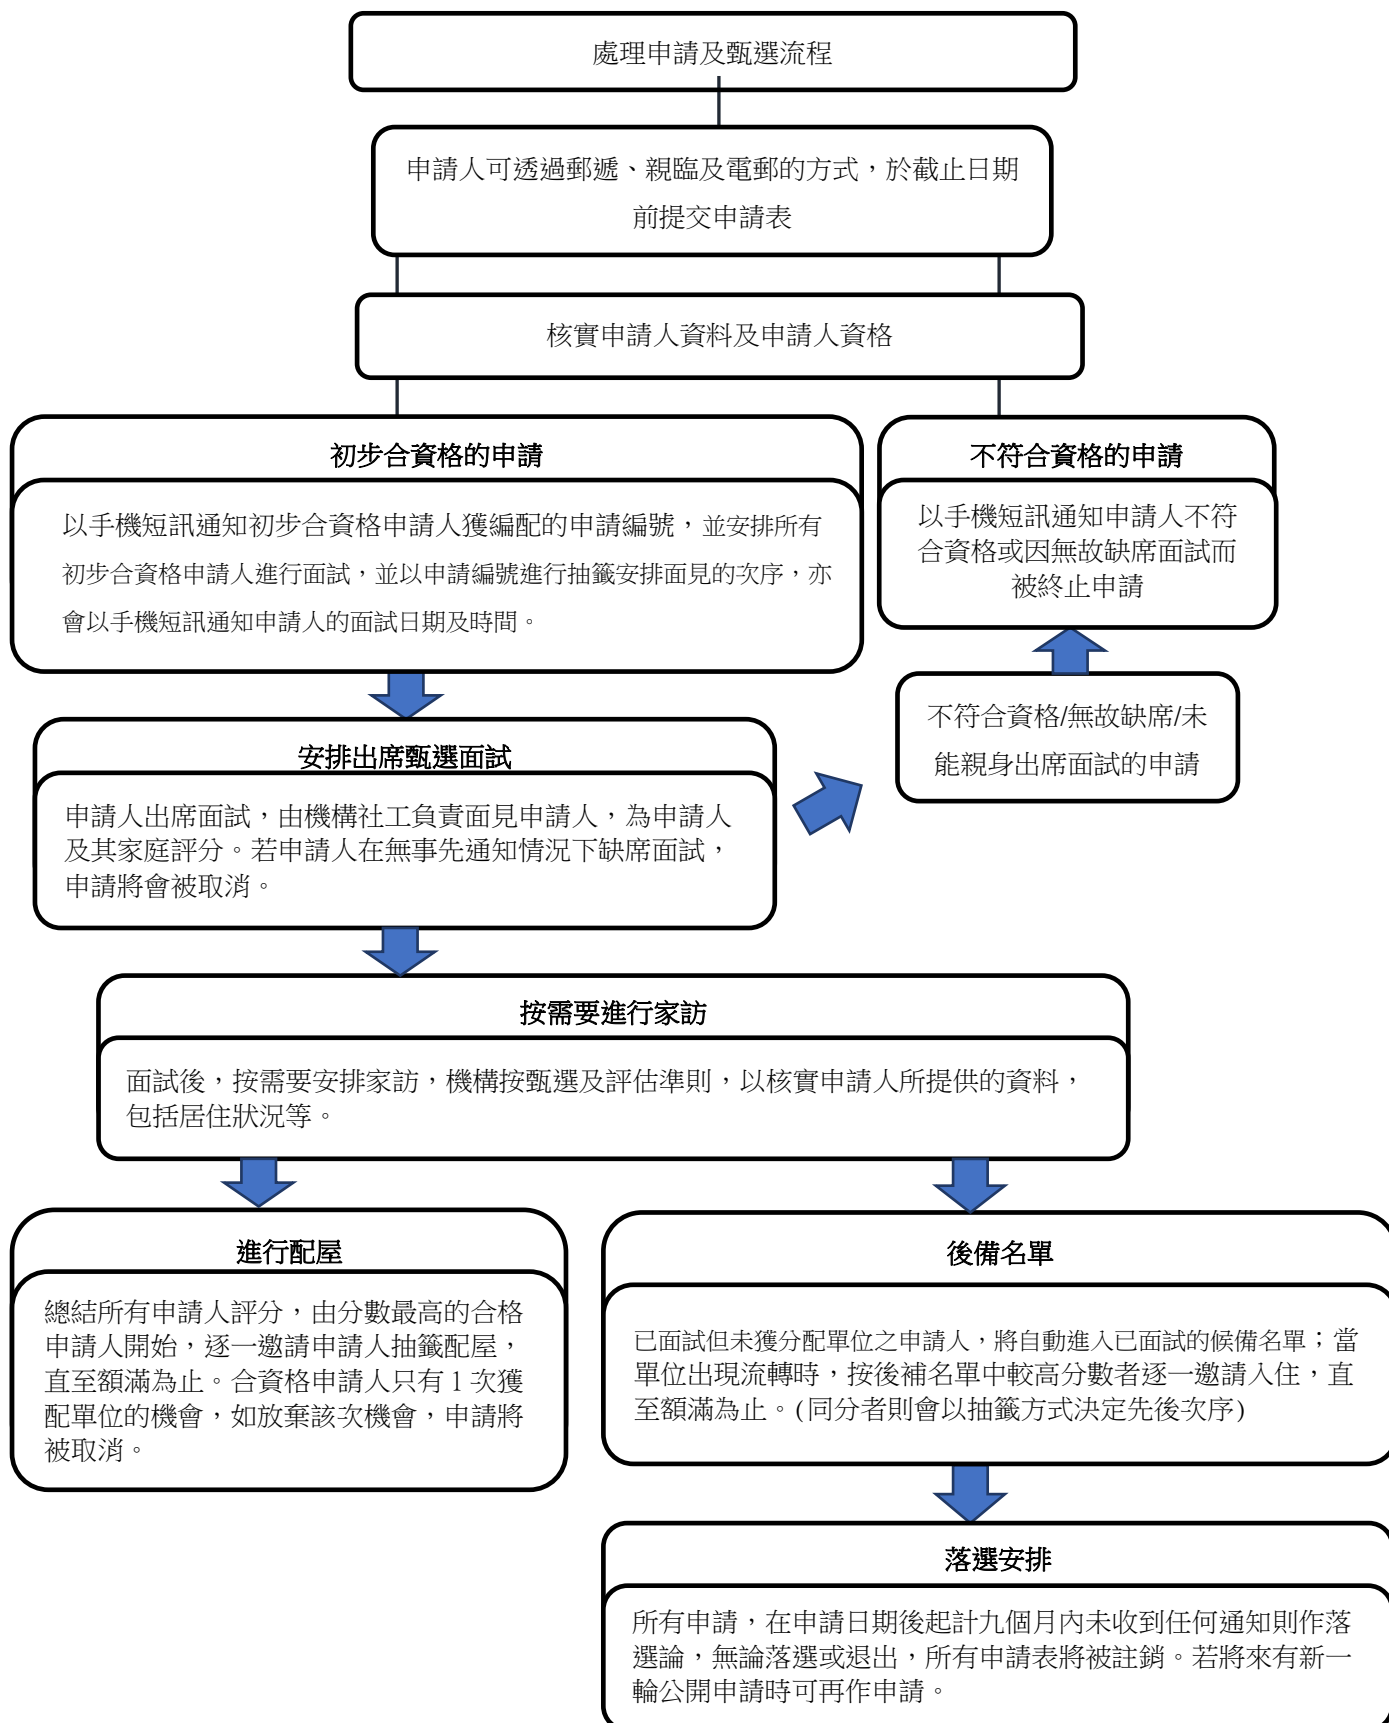 處理申請及甄選流程
申請人可透過郵遞、親臨及電郵的方式，於截止日期
前提交申請表
核實申請人資料及申請人資格
初步合資格的申請
以手機短訊通知初步合資格申請人獲編配的申請編號，並安排所有
初步合資格申請人進行面試，並以申請編號進行抽籤安排面見的次序，亦
會以手機短訊通知申請人的面試日期及時間。
不符合資格的申請
以手機短訊通知申請人不符
合資格或因無故缺席面試而
被終止申請
不符合資格/無故缺席/未
能親身出席面試的申請
安排出席甄選面試
申請人出席面試，由機構社工負責面見申請人，為申請人
及其家庭評分。若申請人在無事先通知情況下缺席面試，
申請將會被取消。
按需要進行家訪
面試後，按需要安排家訪，機構按甄選及評估準則，以核實申請人所提供的資料，
包括居住狀況等。
進行配屋
總結所有申請人評分，由分數最高的合格
申請人開始，逐一邀請申請人抽籤配屋，
直至額滿為止。合資格申請人只有 1 次獲
配單位的機會，如放棄該次機會，申請將
被取消。
後備名單
已面試但未獲分配單位之申請人，將自動進入已面試的候備名單；當
單位出現流轉時，按後補名單中較高分數者逐一邀請入住，直
至額滿為止。(同分者則會以抽籤方式決定先後次序)
落選安排
所有申請，在申請日期後起計九個月內未收到任何通知則作落
選論，無論落選或退出，所有申請表將被註銷。若將來有新一
輪公開申請時可再作申請。